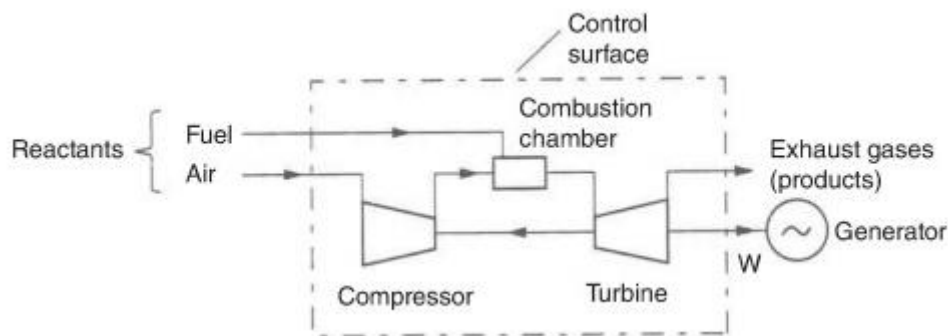 Control
surface
Combustion
chamber
Reactants
Fuel
Air
Exhaust gases
(products)
Generator
W
Compressor
Turbine